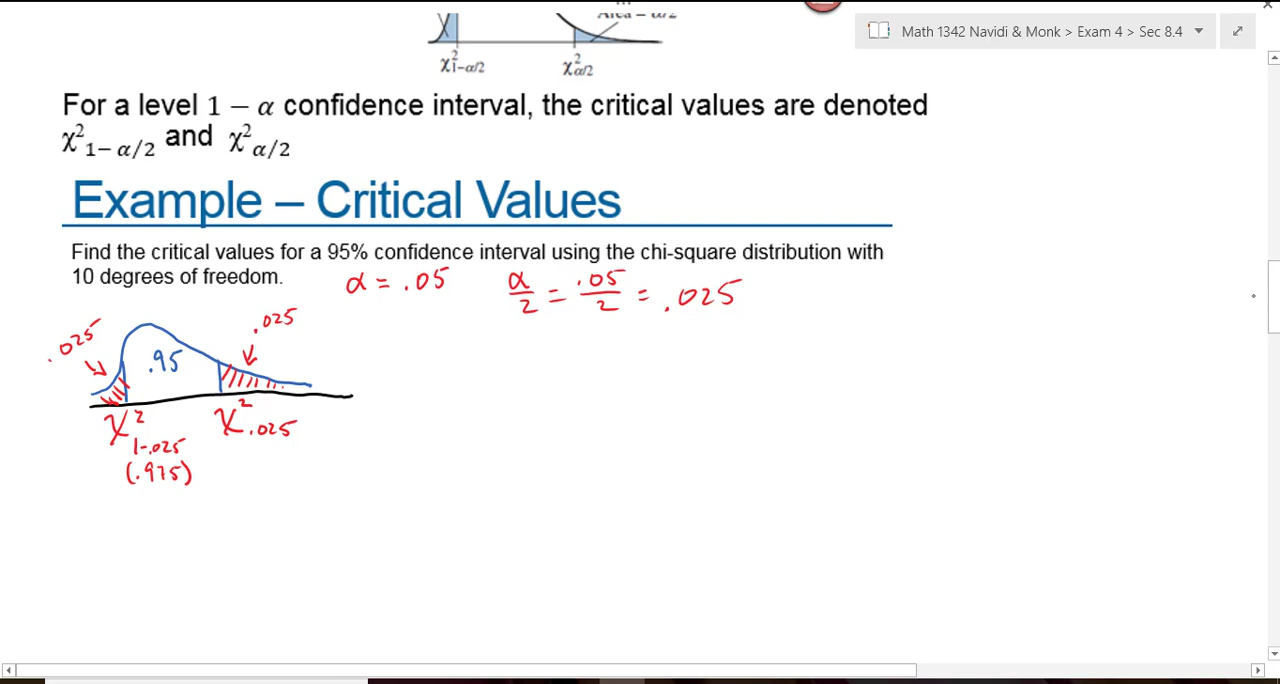 Area = α/2
Math 1342 Navidi & Monk > Exam 4 > Sec 8.4
χ²1−α/2 χ²α/2
For a level 1 − α confidence interval, the critical values are denoted
χ²1− α/2 and χ²α/2
Example – Critical Values
Find the critical values for a 95% confidence interval using the chi-square distribution with
10 degrees of freedom.
α = .05 α/2 = .05/2 = .025
.025 .95 .025
χ²1-.025 χ².025
(.975)